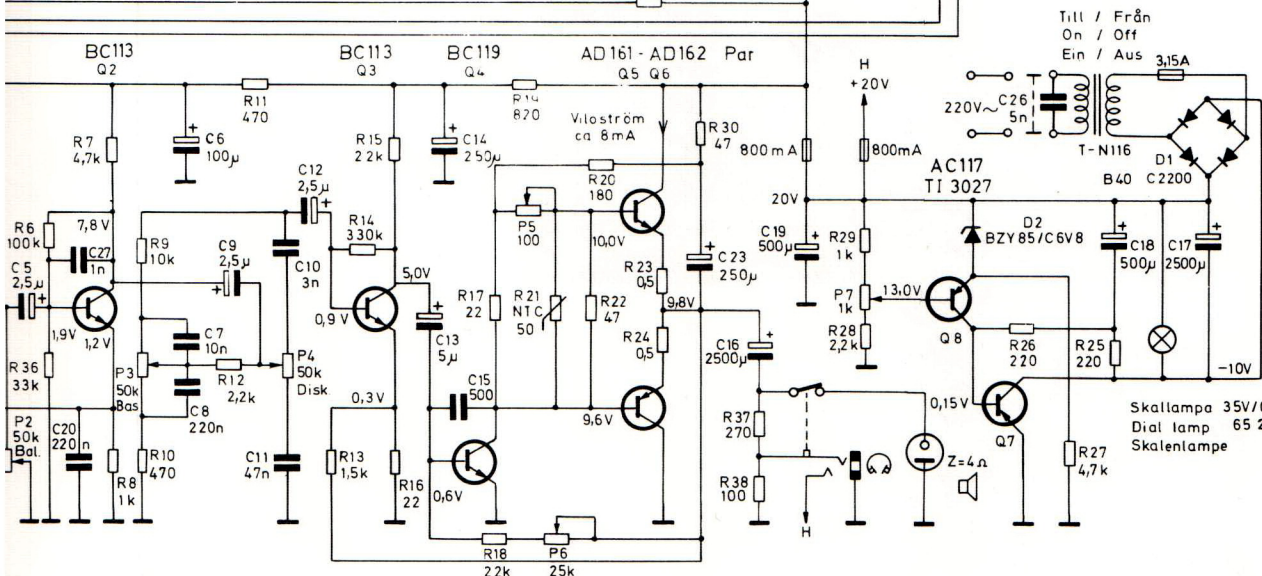 Till / Från
On / Off
Ein / Aus
BC113
Q2
BC113
Q3
BC119
Q4
AD161 - AD162 Par
Q5 Q6
H
+20V
3,15A
220V~
C26
5n
T-N116
D1
C2200
B40
R11
470
R19
820
R7
4,7k
C6
100µ
R15
22k
C14
250µ
Viloström
ca 8mA
R30
47
800mA
800mA
AC117
TI 3027
C12
2,5µ
R20
180
20V
7,8V
R6
100k
C27
1n
R9
10k
C9
2,5µ
C10
3n
R14
330k
P5
100
10,0V
C19
500µ
R29
1k
D2
BZY85/C6V8
C18
500µ
C17
2500µ
C5
2,5µ
5,0V
R17
22
R21
NTC
50
R22
47
R23
0,5
C23
250µ
9,8V
P7
1k
13,0V
1,9V
1,2V
0,9V
C13
5µ
R24
0,5
C16
2500µ
R28
2,2k
Q8
R26
220
R25
220
-10V
R36
33k
P3
50k
Bas
C7
10n
R12
2,2k
P4
50k
Disk
C8
220n
C15
500
0,3V
9,6V
0,15V
Q7
Skallampa 35V/
Dial lamp 65
Skalenlampe
P2
50k
Bal.
C20
220n
R8
1k
R10
470
C11
47n
R13
1,5k
R16
22
0,6V
R37
270
R38
100
Z=4Ω
R27
4,7k
H
R18
22k
P6
25k